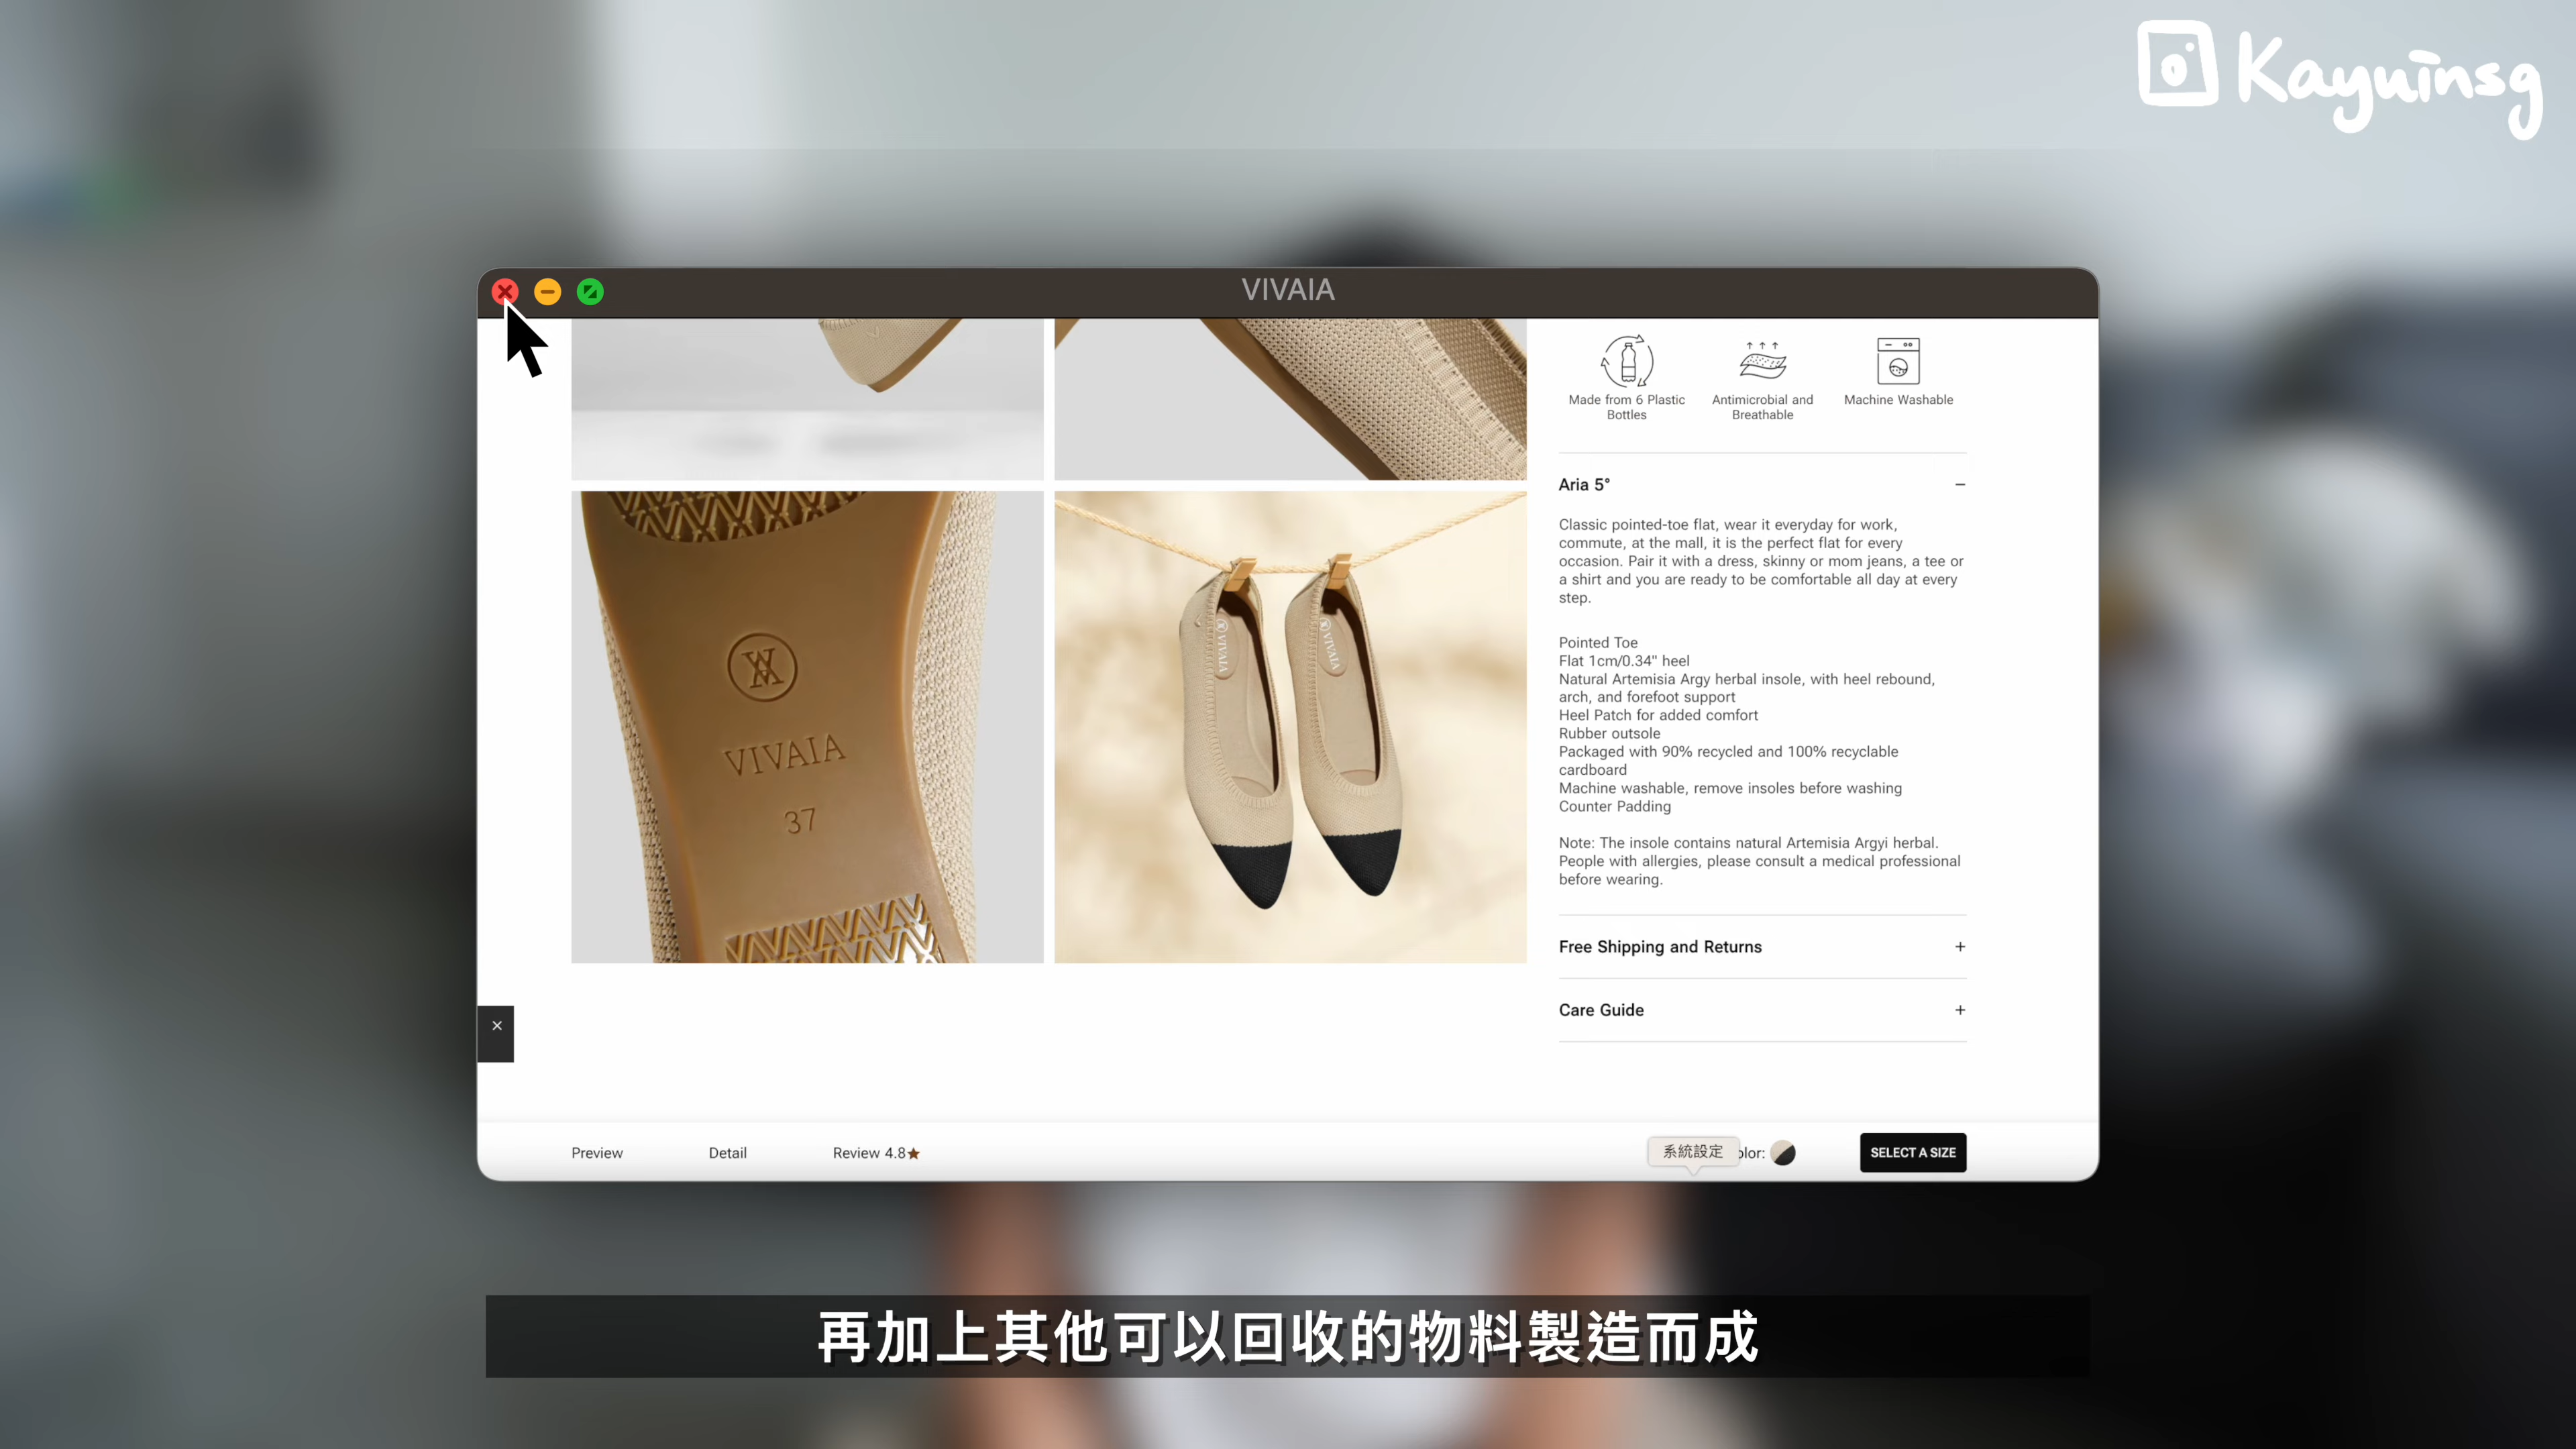 Kayuinsg
VIVAIA
Made from 6 Plastic
Bottles
Antimicrobial and
Breathable
Machine Washable
Aria 5°
Classic pointed-toe flat, wear it everyday for work,
commute, at the mall, it is the perfect flat for every
occasion. Pair it with a dress, skinny or mom jeans, a tee or
a shirt and you are ready to be comfortable all day at every
step.
Pointed Toe
Flat 1cm/0.34" heel
Natural Artemisia Argy herbal insole, with heel rebound,
arch, and forefoot support
Heel Patch for added comfort
Rubber outsole
Packaged with 90% recycled and 100% recyclable
cardboard
Machine washable, remove insoles before washing
Counter Padding
Note: The insole contains natural Artemisia Argyi herbal.
People with allergies, please consult a medical professional
before wearing.
VIVAIA
37
VIVAIA
VIVAIA
Free Shipping and Returns
Care Guide
Preview
Detail
Review 4.8★
系統設定
olor:
SELECT A SIZE
再加上其他可以回收的物料製造而成